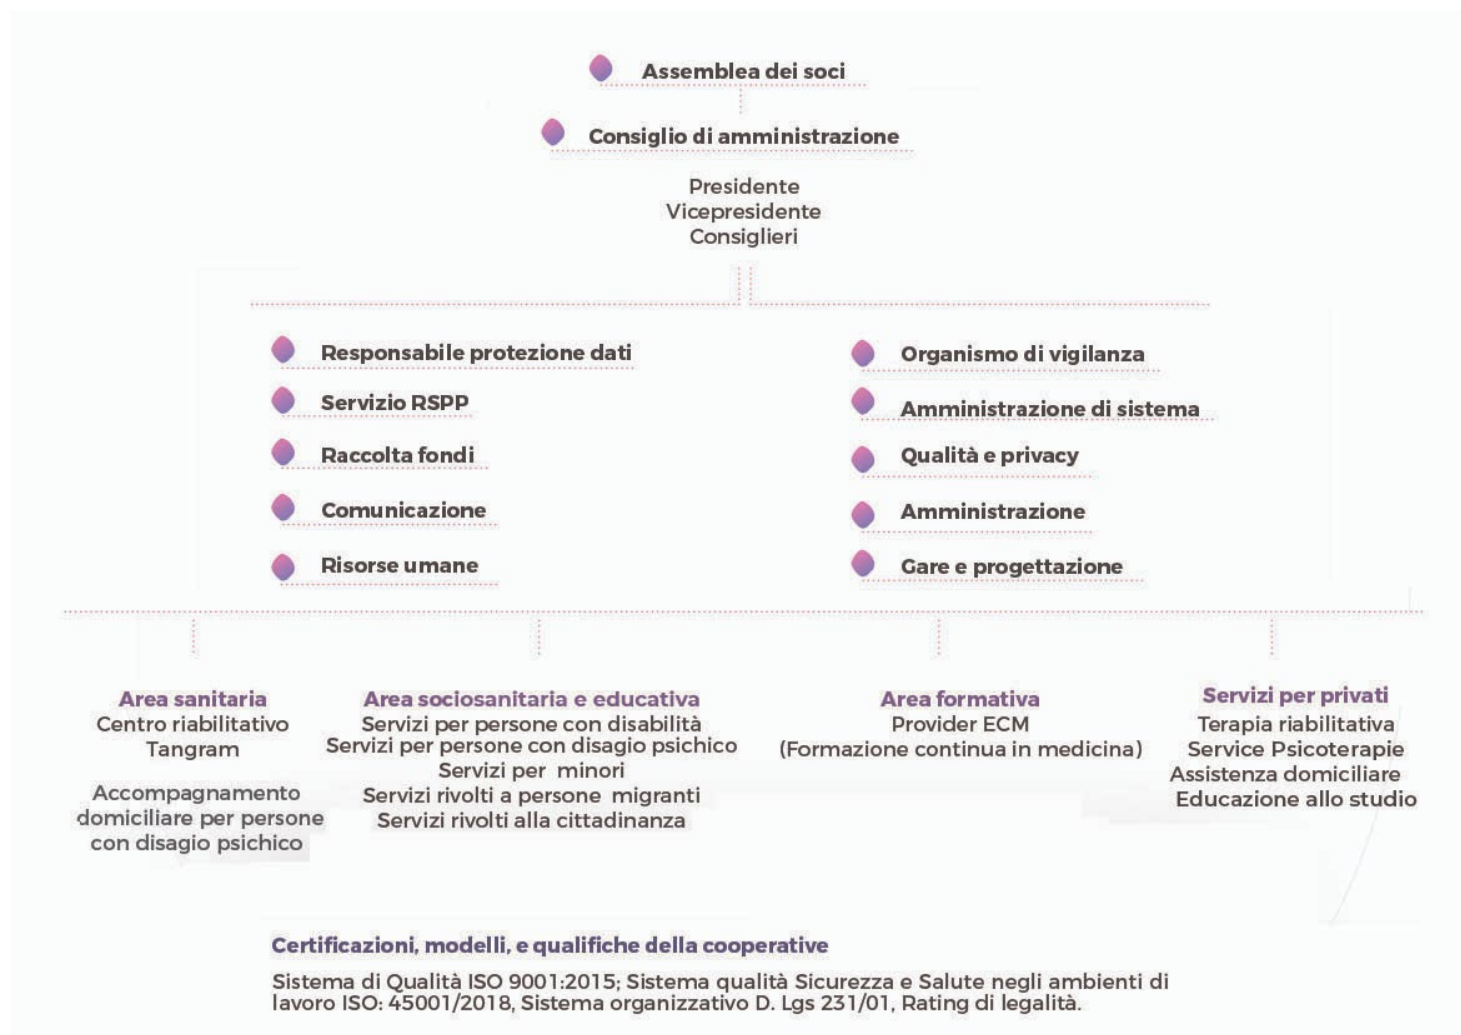 Assemblea dei soci
Consiglio di amministrazione
Presidente
Vicepresidente
Consiglieri
Responsabile protezione dati
Servizio RSPP
Raccolta fondi
Comunicazione
Risorse umane
Organismo di vigilanza
Amministrazione di sistema
Qualità e privacy
Amministrazione
Gare e progettazione
Area sanitaria
Centro riabilitativo
Tangram
Accompagnamento
domiciliare per persone
con disagio psichico
Area sociosanitaria e educativa
Servizi per persone con disabilità
Servizi per persone con disagio psichico
Servizi per minori
Servizi rivolti a persone migranti
Servizi rivolti alla cittadinanza
Area formativa
Provider ECM
(Formazione continua in medicina)
Servizi per privati
Terapia riabilitativa
Service Psicoterapie
Assistenza domiciliare
Educazione allo studio
Certificazioni, modelli, e qualifiche della cooperative
Sistema di Qualità ISO 9001:2015; Sistema qualità Sicurezza e Salute negli ambienti di
lavoro ISO: 45001/2018, Sistema organizzativo D. Lgs 231/01, Rating di legalità.